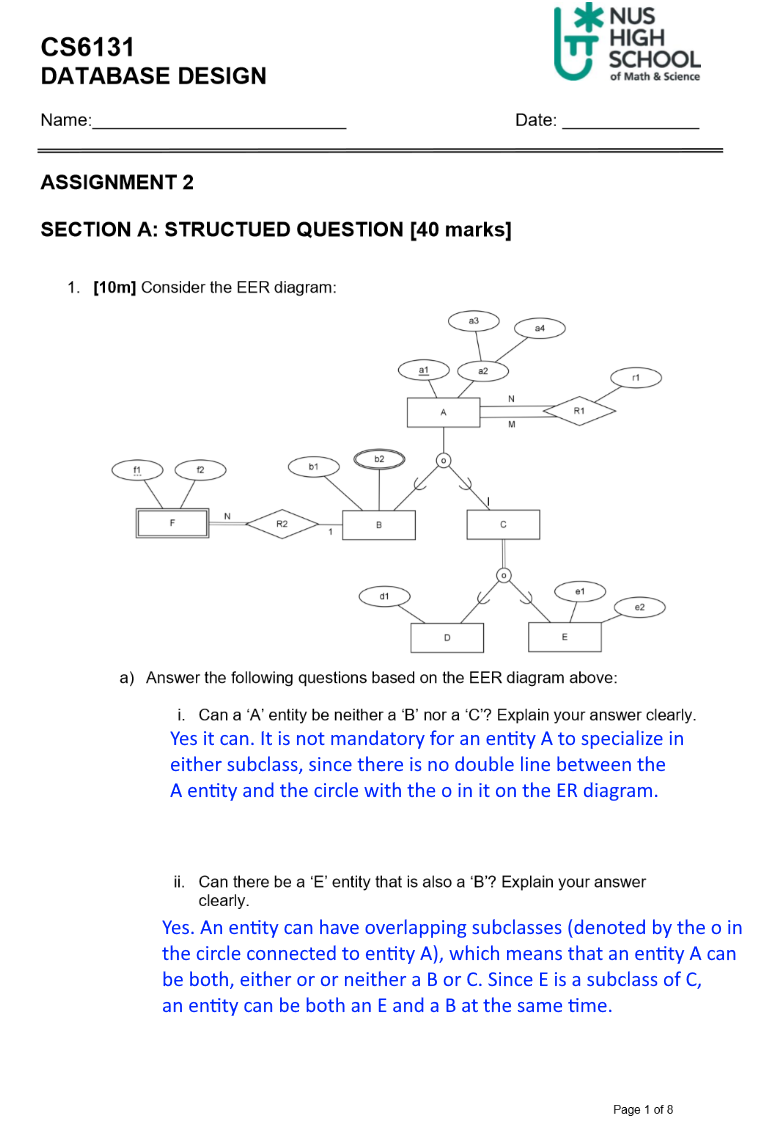 CS6131
DATABASE DESIGN
NUS
HIGH
SCHOOL
of Math & Science
Name:
Date:
ASSIGNMENT 2
SECTION A: STRUCTUED QUESTION [40 marks]
1. [10m] Consider the EER diagram:
a3
a4
a1
a2
r1
N
A
R1
M
b2
o
f1
f2
b1
N
F
R2
B
C
1
o
d1
e1
e2
D
E
a) Answer the following questions based on the EER diagram above:
i. Can a ‘A’ entity be neither a ‘B’ nor a ‘C’? Explain your answer clearly.
Yes it can. It is not mandatory for an entity A to specialize in
either subclass, since there is no double line between the
A entity and the circle with the o in it on the ER diagram.
ii. Can there be a ‘E’ entity that is also a ‘B’? Explain your answer
clearly.
Yes. An entity can have overlapping subclasses (denoted by the o in
the circle connected to entity A), which means that an entity A can
be both, either or or neither a B or C. Since E is a subclass of C,
an entity can be both an E and a B at the same time.
Page 1 of 8